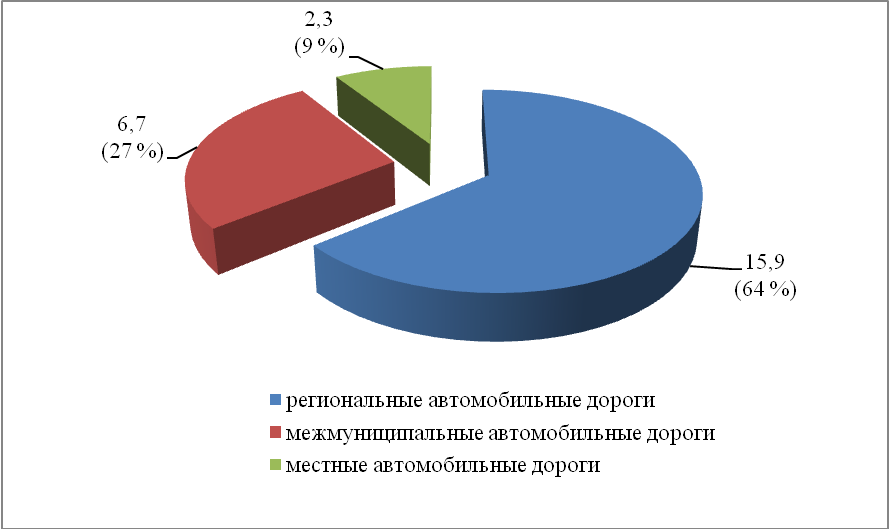 2,3
(9 %)
6,7
(27 %)
15,9
(64 %)
региональные автомобильные дороги
межмуниципальные автомобильные дороги
местные автомобильные дороги